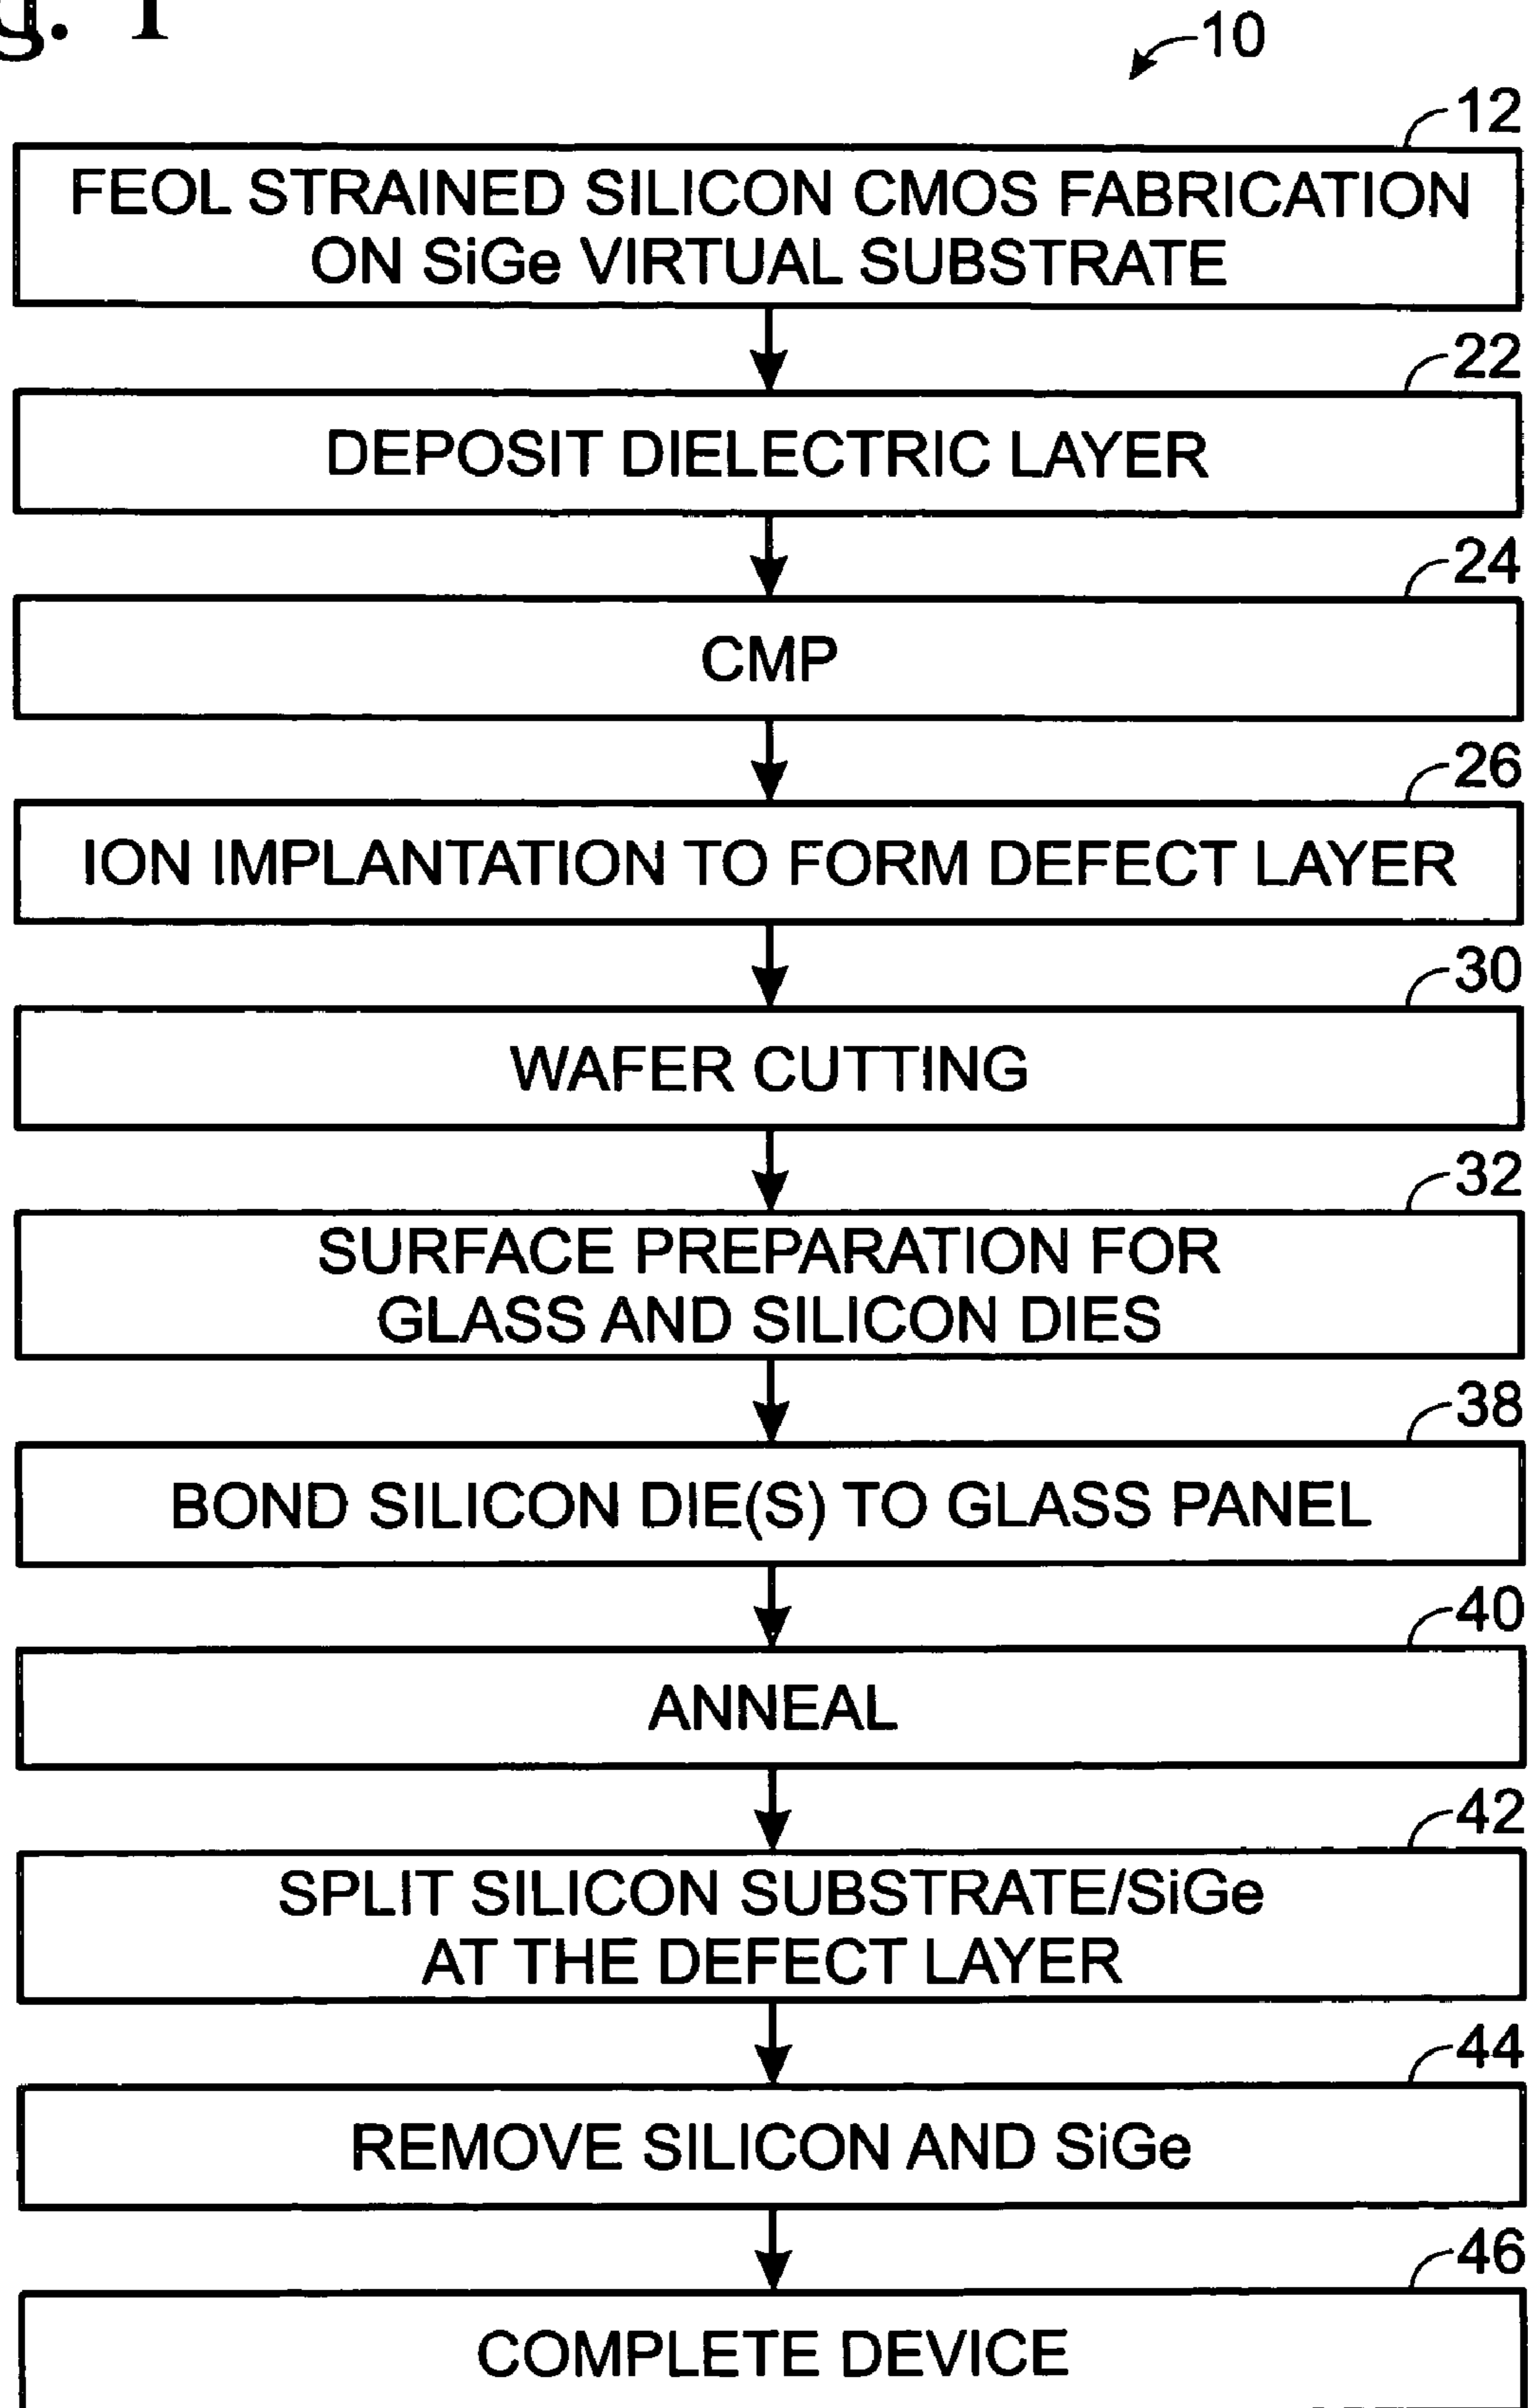 g. 1
10
12
FEOL STRAINED SILICON CMOS FABRICATION
ON SiGe VIRTUAL SUBSTRATE
22
DEPOSIT DIELECTRIC LAYER
24
CMP
26
ION IMPLANTATION TO FORM DEFECT LAYER
30
WAFER CUTTING
32
SURFACE PREPARATION FOR
GLASS AND SILICON DIES
38
BOND SILICON DIE(S) TO GLASS PANEL
40
ANNEAL
42
SPLIT SILICON SUBSTRATE/SiGe
AT THE DEFECT LAYER
44
REMOVE SILICON AND SiGe
46
COMPLETE DEVICE